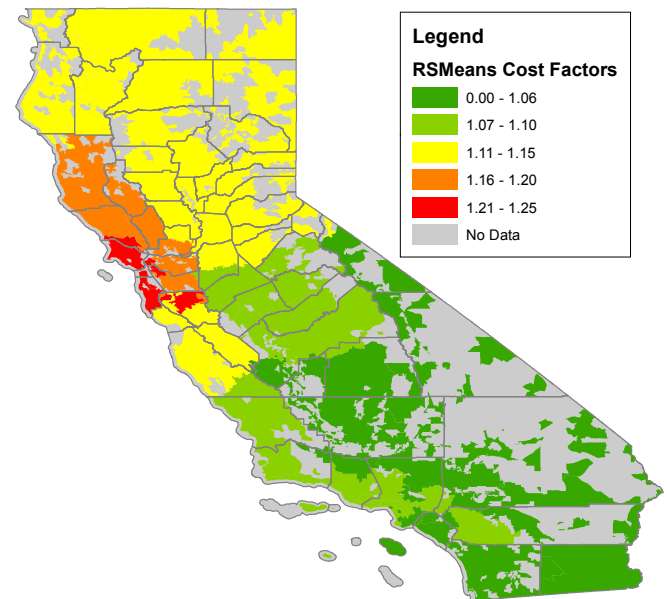 Legend
RSMeans Cost Factors
0.00 - 1.06
1.07 - 1.10
1.11 - 1.15
1.16 - 1.20
1.21 - 1.25
No Data